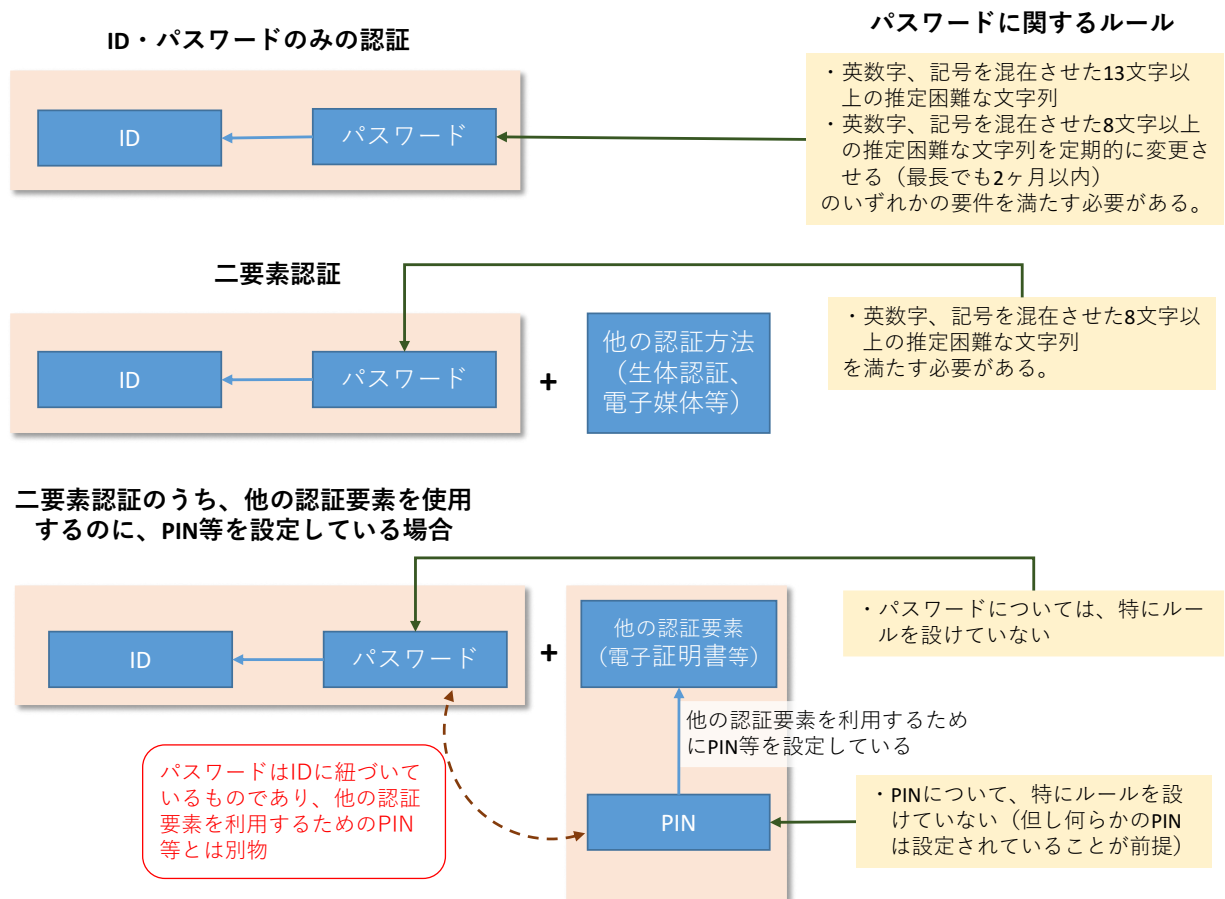 パスワードに関するルール
ID・パスワードのみの認証
ID
パスワード
・英数字、記号を混在させた13文字以
上の推定困難な文字列
・英数字、記号を混在させた8文字以上
の推定困難な文字列を定期的に変更さ
せる（最長でも2ヶ月以内）
のいずれかの要件を満たす必要がある。
二要素認証
ID
パスワード
+
他の認証方法
（生体認証、
電子媒体等）
・英数字、記号を混在させた8文字以
上の推定困難な文字列
を満たす必要がある。
二要素認証のうち、他の認証要素を使用
するのに、PIN等を設定している場合
ID
パスワード
+
他の認証要素
（電子証明書等）
・パスワードについては、特にルー
ルを設けていない
他の認証要素を利用するため
にPIN等を設定している
パスワードはIDに紐づいて
いるものであり、他の認証
要素を利用するためのPIN
等とは別物
PIN
・PINについて、特にルールを設
けていない（但し何らかのPIN
は設定されていることが前提）